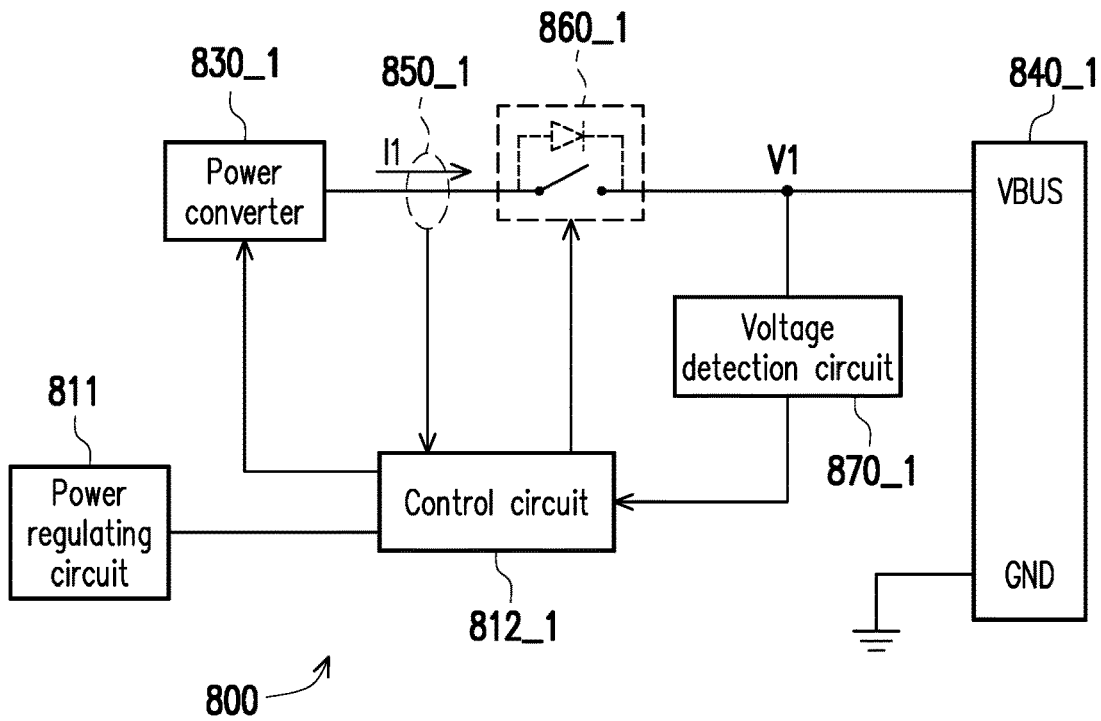 860_1
830_1
850_1
840_1
I1
Power
converter
V1
VBUS
Voltage
detection circuit
811
870_1
Power
regulating
circuit
Control circuit
GND
812_1
800